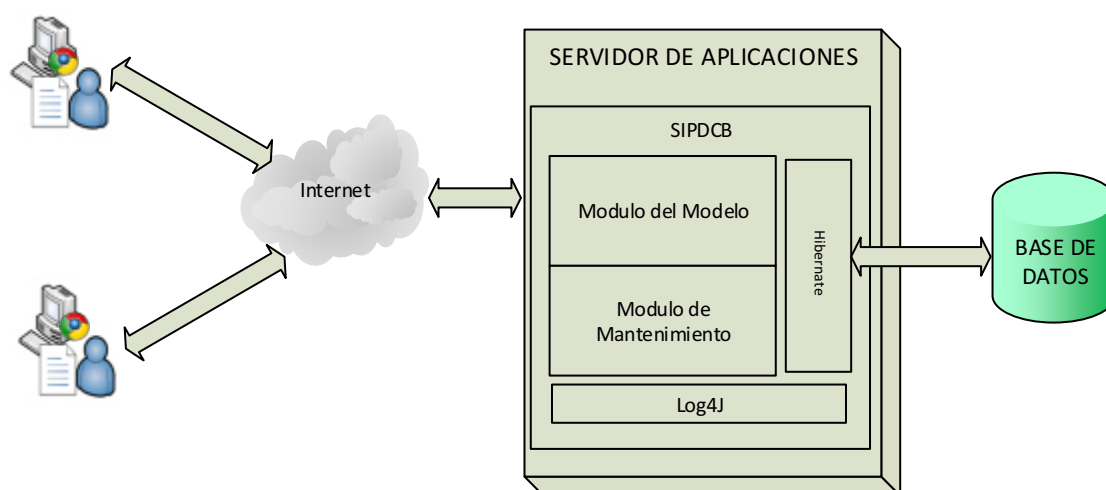 SERVIDOR DE APLICACIONES
SIPDCB
Internet
Modulo del Modelo
Hibernate
Modulo de
Mantenimiento
BASE DE
DATOS
Log4J